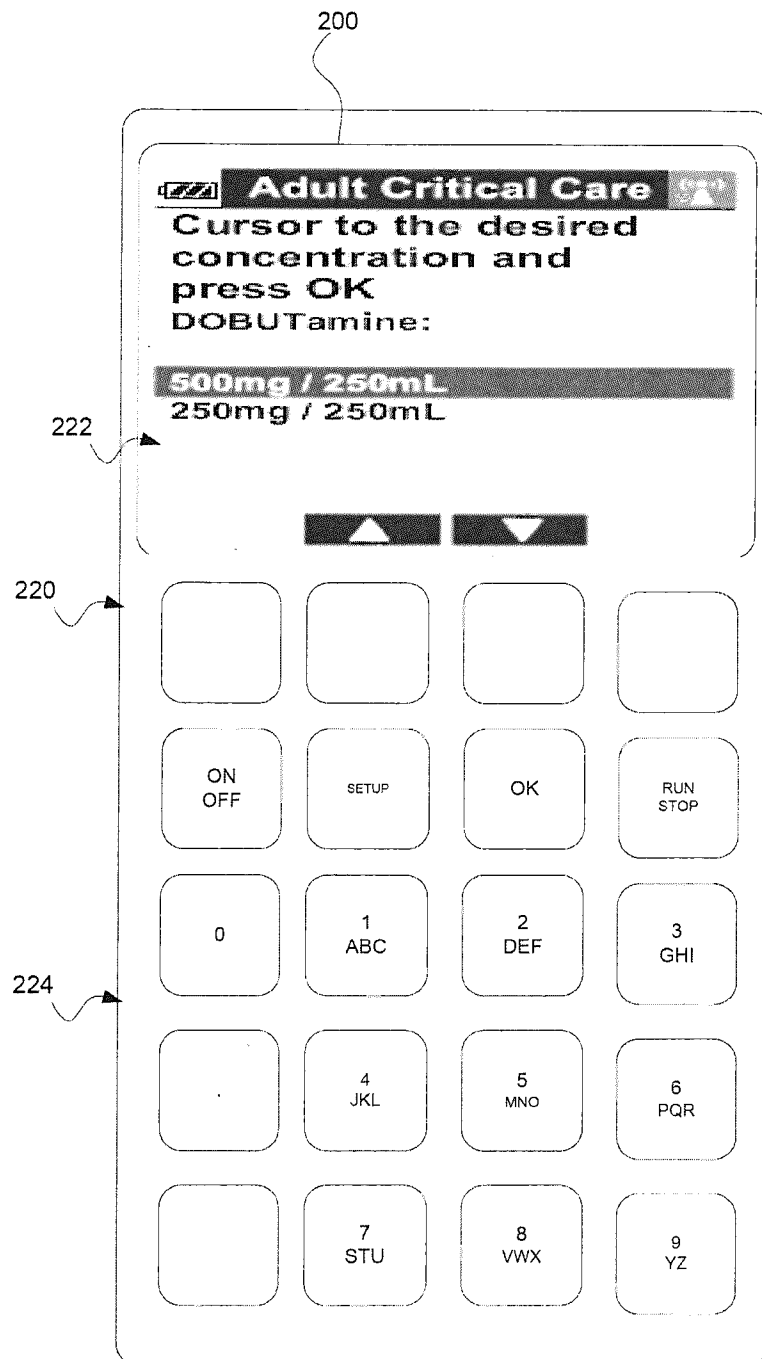 200
Adult Critical Care
Cursor to the desired
concentration and
press OK
DOBUTamine:
500mg / 250mL
250mg / 250mL
222
220
ON
OFF
SETUP
OK
RUN
STOP
0
1
ABC
2
DEF
3
GHI
224
.
4
JKL
5
MNO
6
PQR
7
STU
8
VWX
9
YZ